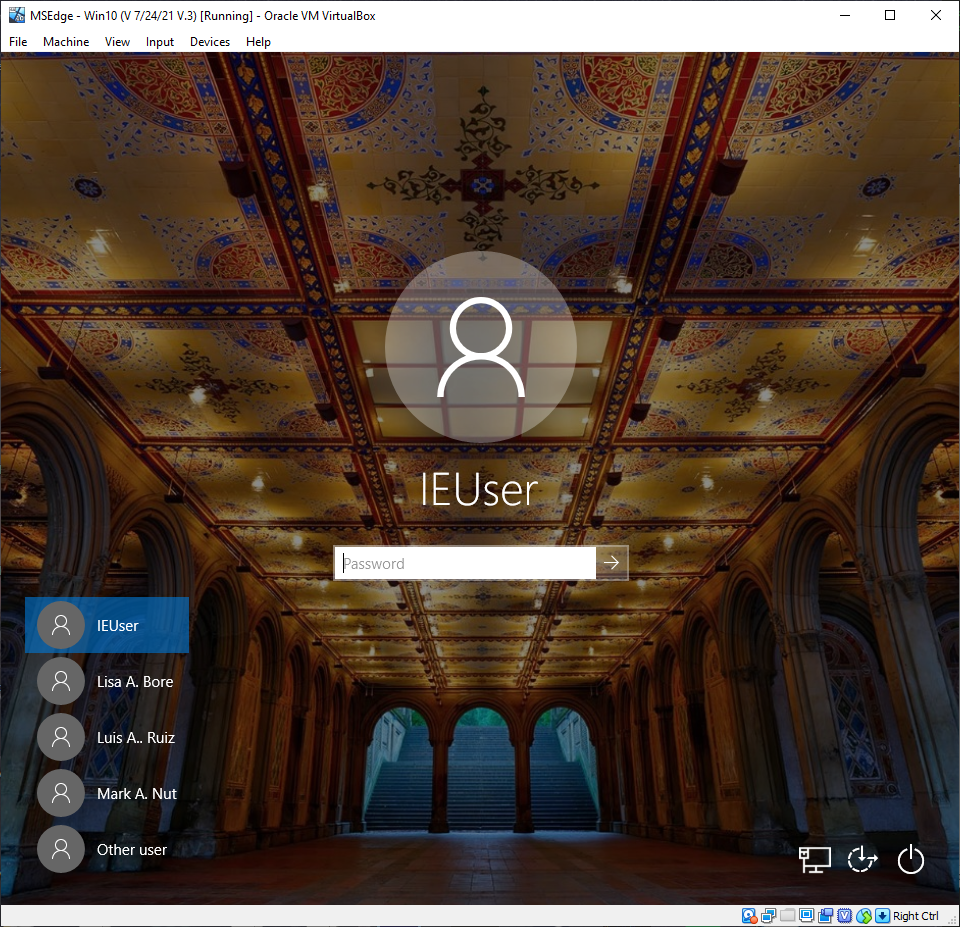 MSEdge - Win10 (V 7/24/21 V.3) [Running] - Oracle VM VirtualBox
File Machine View Input Devices Help
IEUser
Password
IEUser
Lisa A. Bore
Luis A.. Ruiz
Mark A. Nut
Other user
Right Ctrl